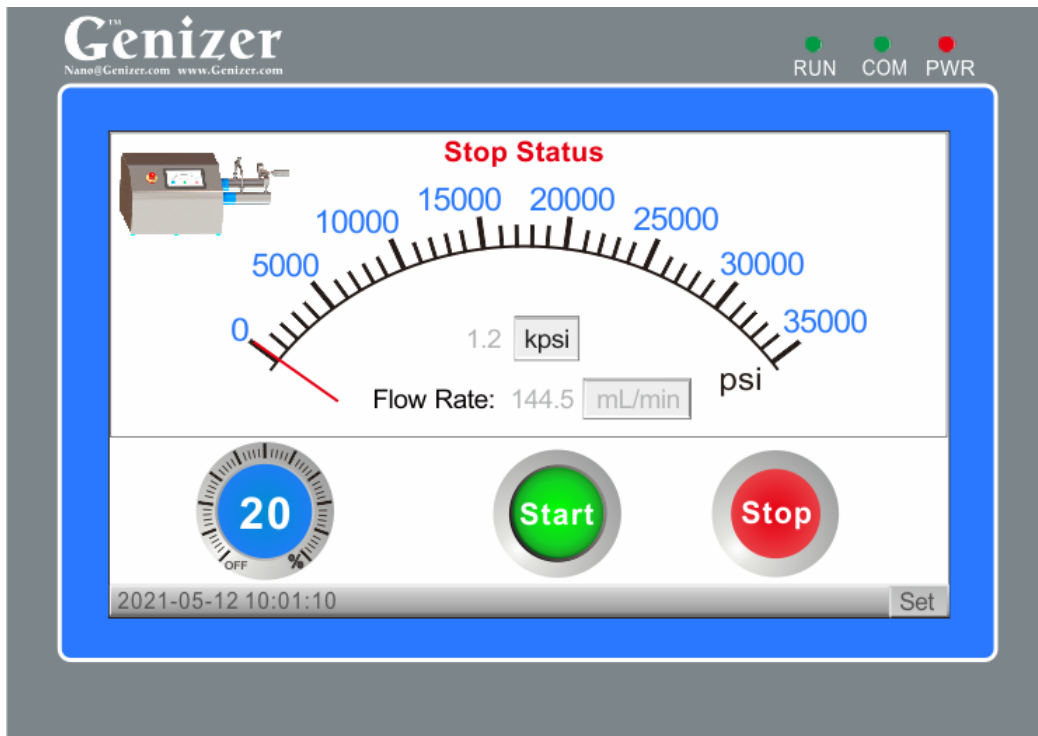 Genizer™
Nano@Genizer.com www.Genizer.com
RUN COM PWR
Stop Status
0 5000 10000 15000 20000 25000 30000 35000
1.2 kpsi
psi
Flow Rate: 144.5 mL/min
20
OFF %
Start
Stop
2021-05-12 10:01:10
Set